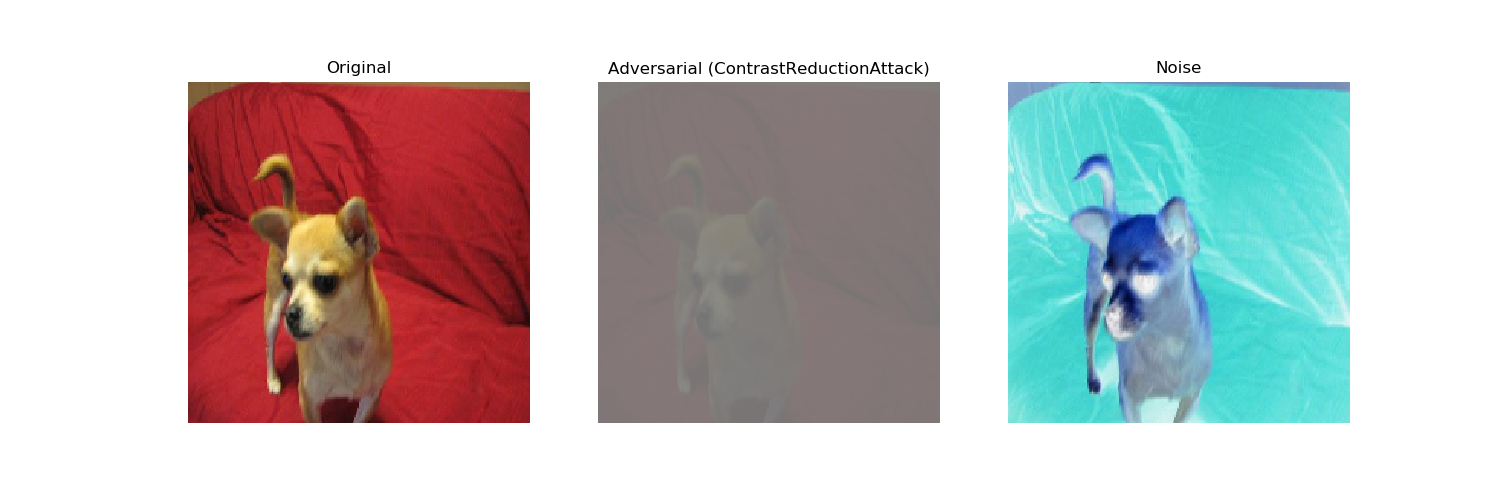 Original
Adversarial (ContrastReductionAttack)
Noise